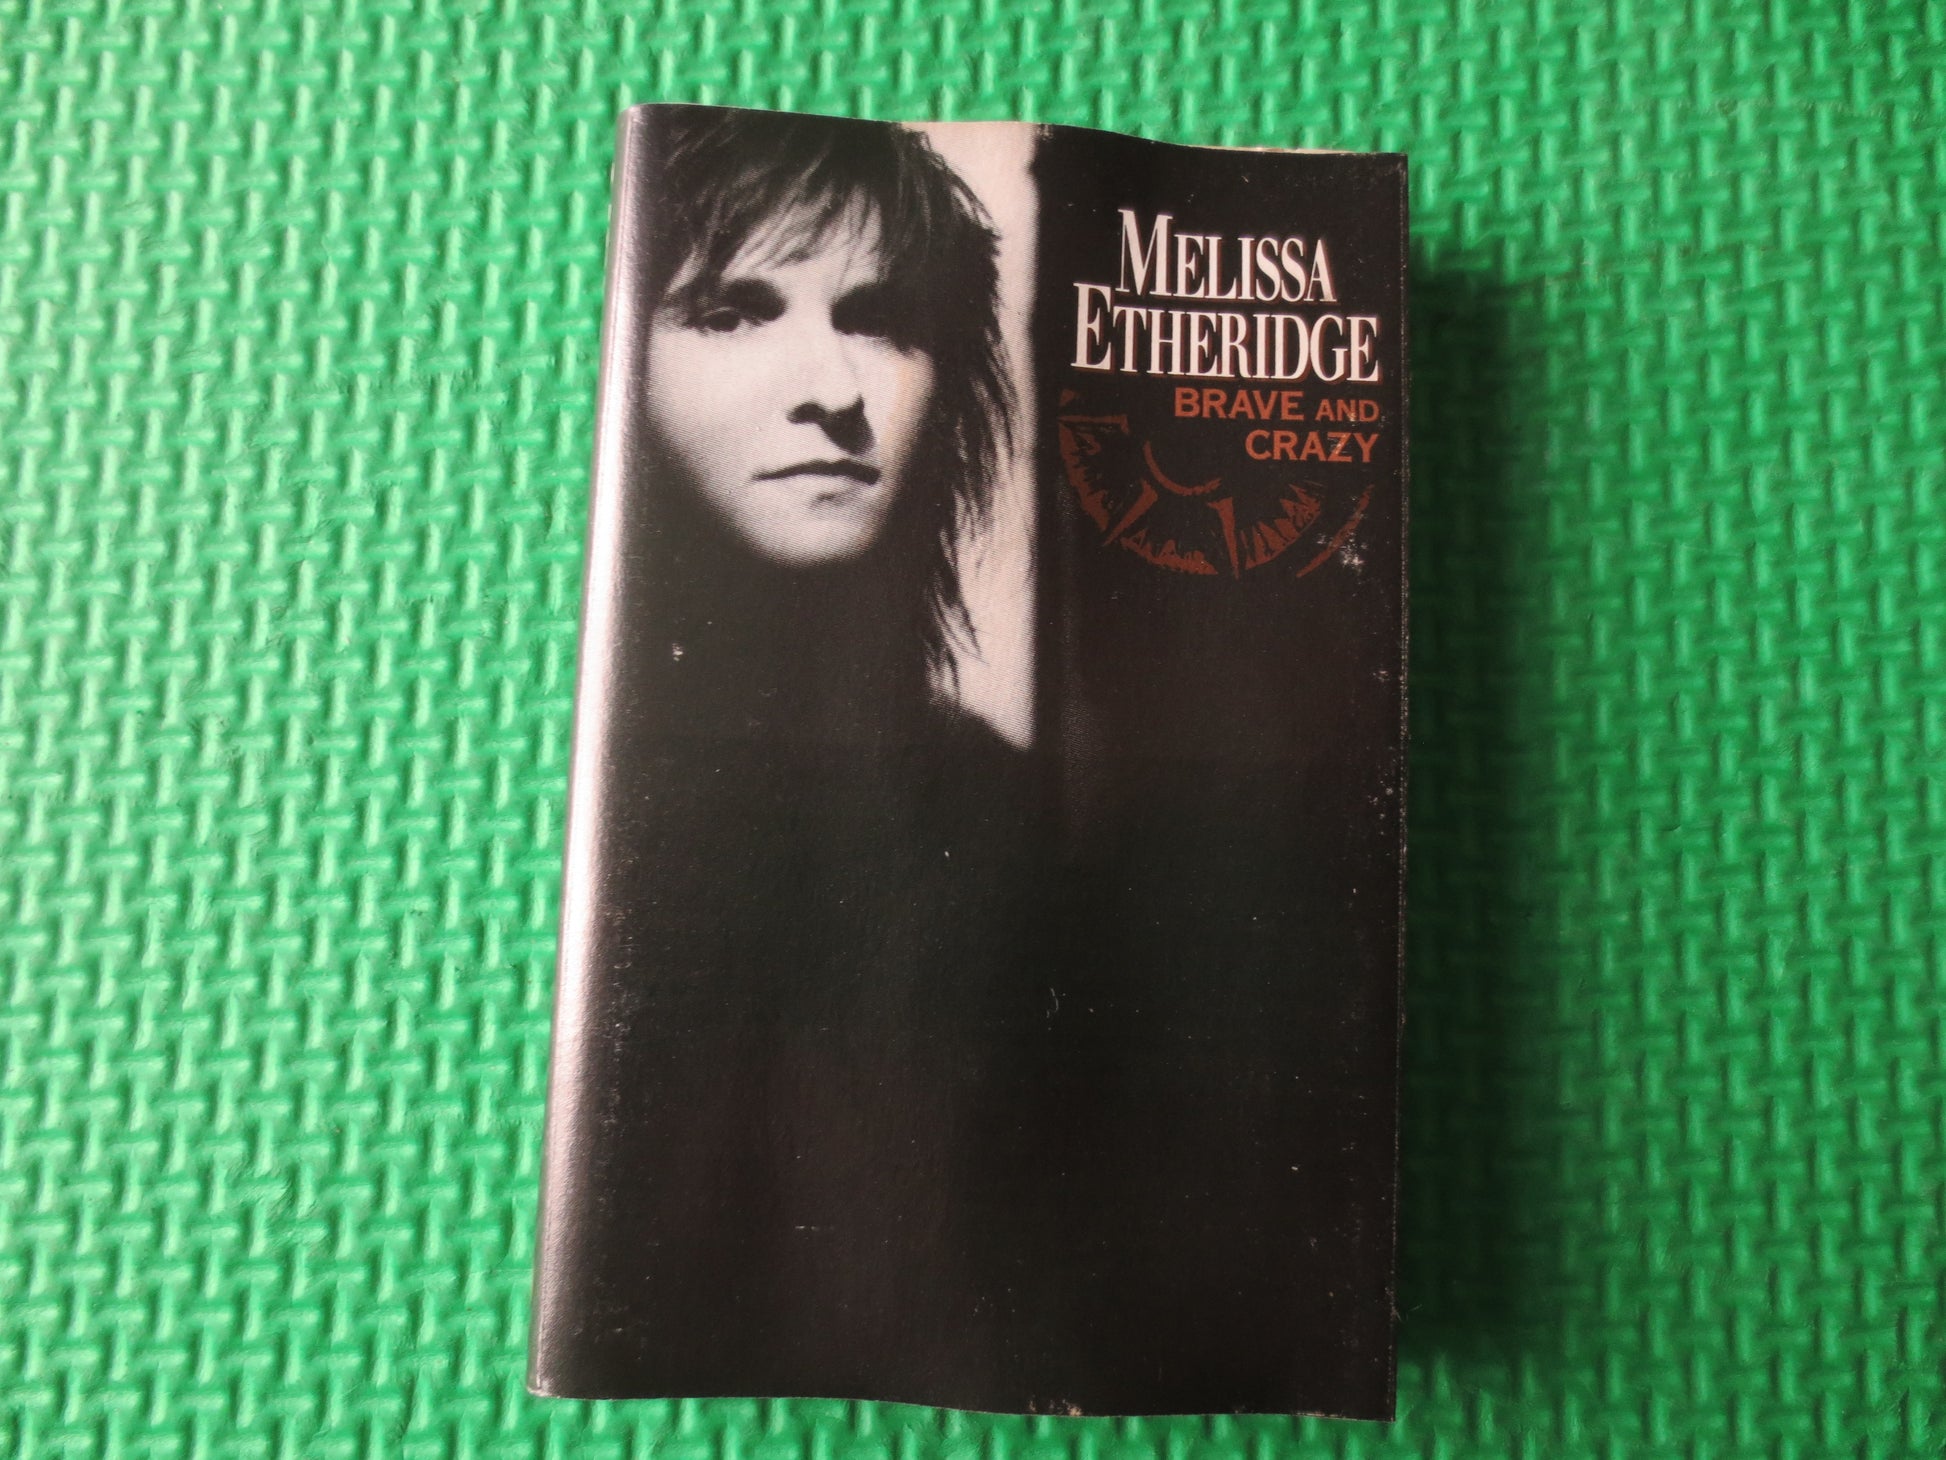 MELISSA
ETHERIDGE
BRAVE AND
CRAZY